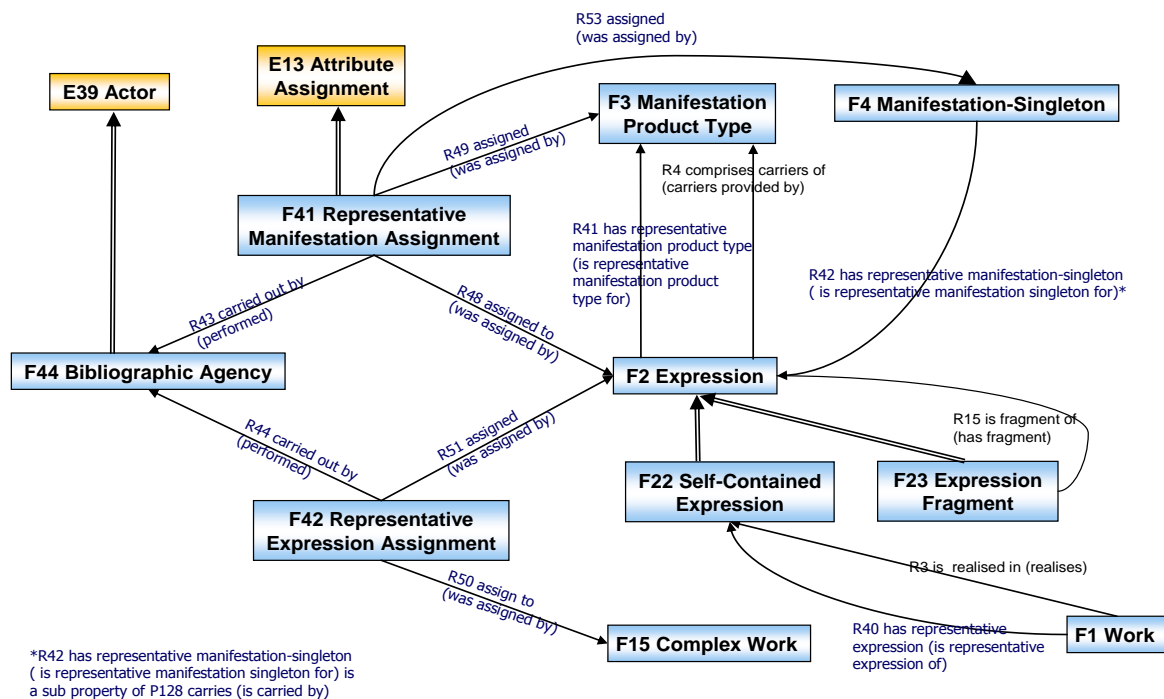 R53 assigned
(was assigned by)
E13 Attribute
Assignment
E39 Actor
F3 Manifestation
Product Type
F4 Manifestation-Singleton
R49 assigned
(was assigned by)
R4 comprises carriers of
(carriers provided by)
F41 Representative
Manifestation Assignment
R41 has representative
manifestation product type
(is representative
manifestation product
type for)
R42 has representative manifestation-singleton
( is representative manifestation singleton for)*
R43 carried out by
(performed)
R48 assigned to
(was assigned by)
F44 Bibliographic Agency
F2 Expression
R44 carried out by
(performed)
R51 assigned
(was assigned by)
R15 is fragment of
(has fragment)
F22 Self-Contained
Expression
F23 Expression
Fragment
F42 Representative
Expression Assignment
R3 is realised in (realises)
R50 assign to
(was assigned by)
F15 Complex Work
R40 has representative
expression (is representative
expression of)
F1 Work
*R42 has representative manifestation-singleton
( is representative manifestation singleton for) is
a sub property of P128 carries (is carried by)